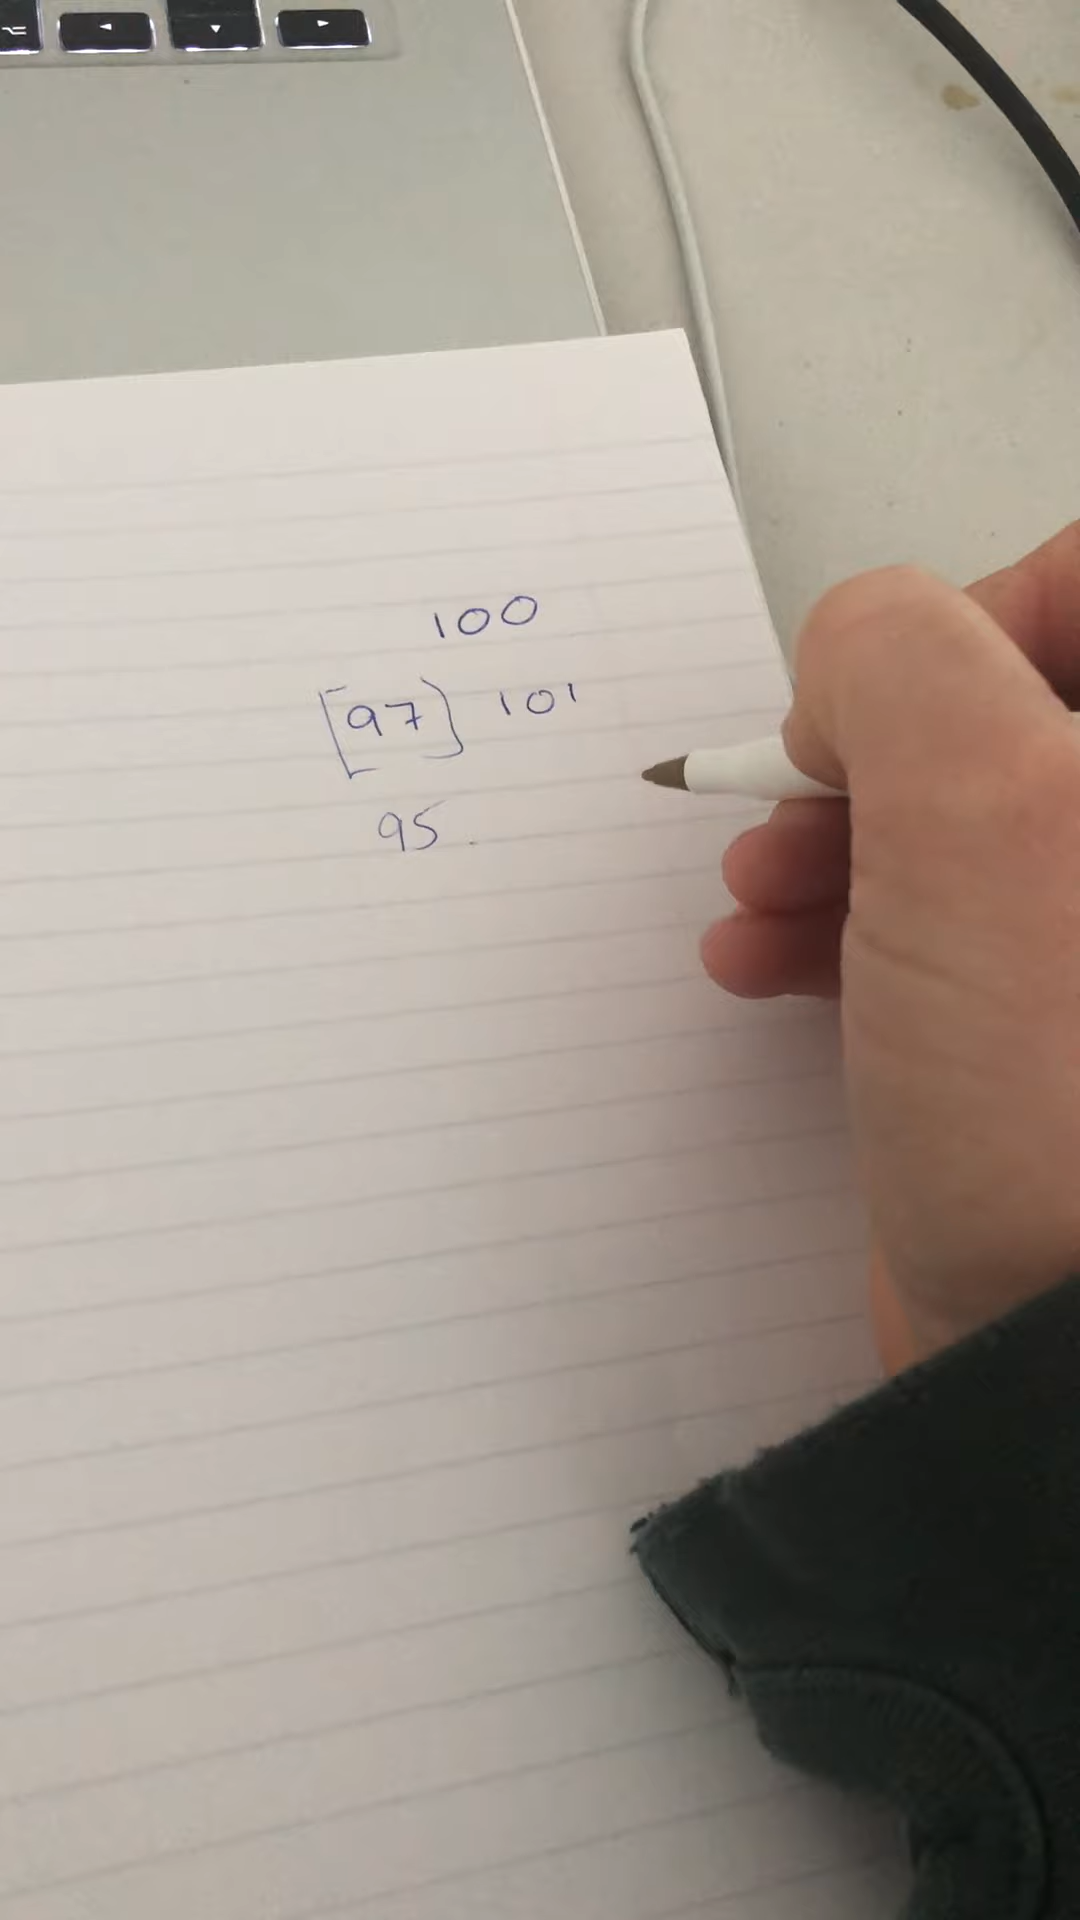 ⌥
◄ ▼ ►
100
[97] 101
95 .